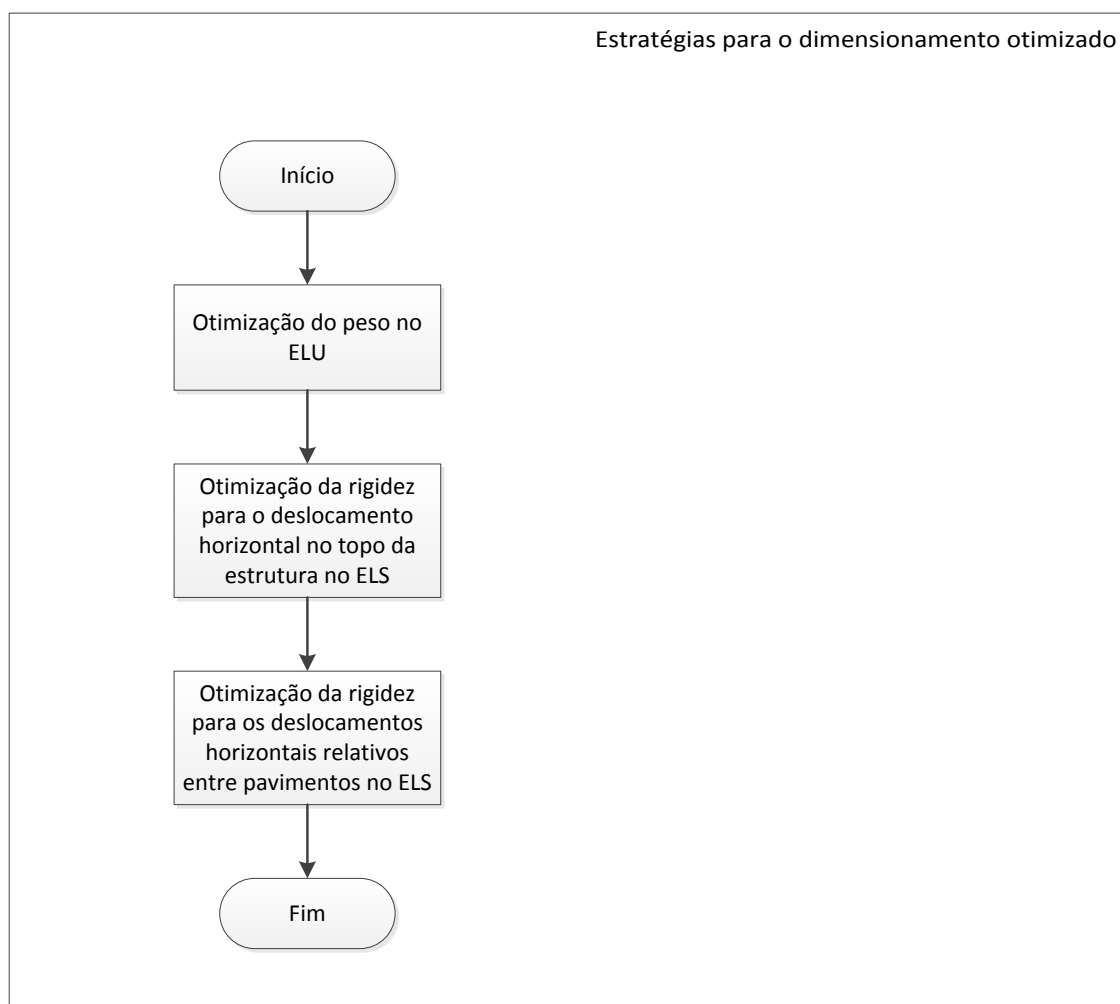 Estratégias para o dimensionamento otimizado
Início
Otimização do peso no
ELU
Otimização da rigidez
para o deslocamento
horizontal no topo da
estrutura no ELS
Otimização da rigidez
para os deslocamentos
horizontais relativos
entre pavimentos no ELS
Fim